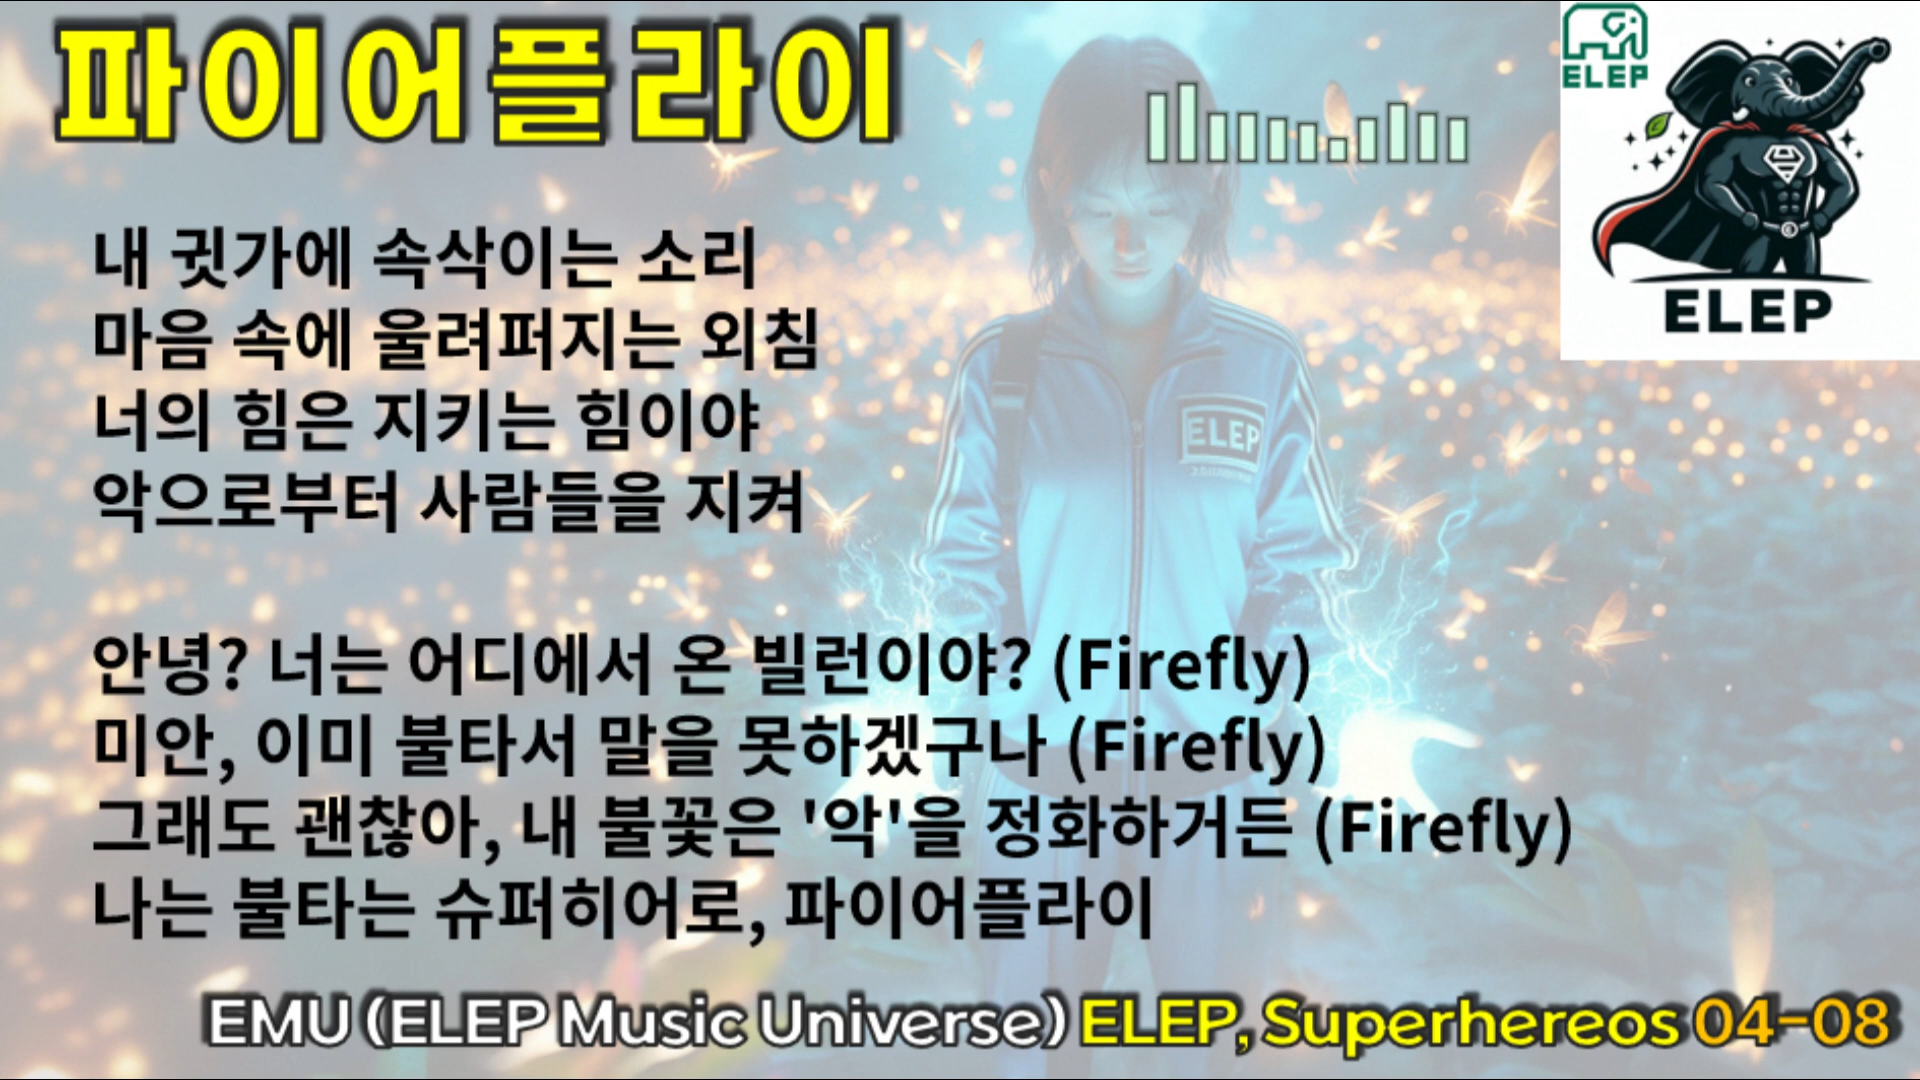 파이어플라이
ELEP
ELEP
내 귓가에 속삭이는 소리
마음 속에 울려퍼지는 외침
너의 힘은 지키는 힘이야
악으로부터 사람들을 지켜
ELEP
안녕? 너는 어디에서 온 빌런이야? (Firefly)
미안, 이미 불타서 말을 못하겠구나 (Firefly)
그래도 괜찮아, 내 불꽃은 '악'을 정화하거든 (Firefly)
나는 불타는 슈퍼히어로, 파이어플라이
EMU (ELEP Music Universe) ELEP, Superhereos 04-08